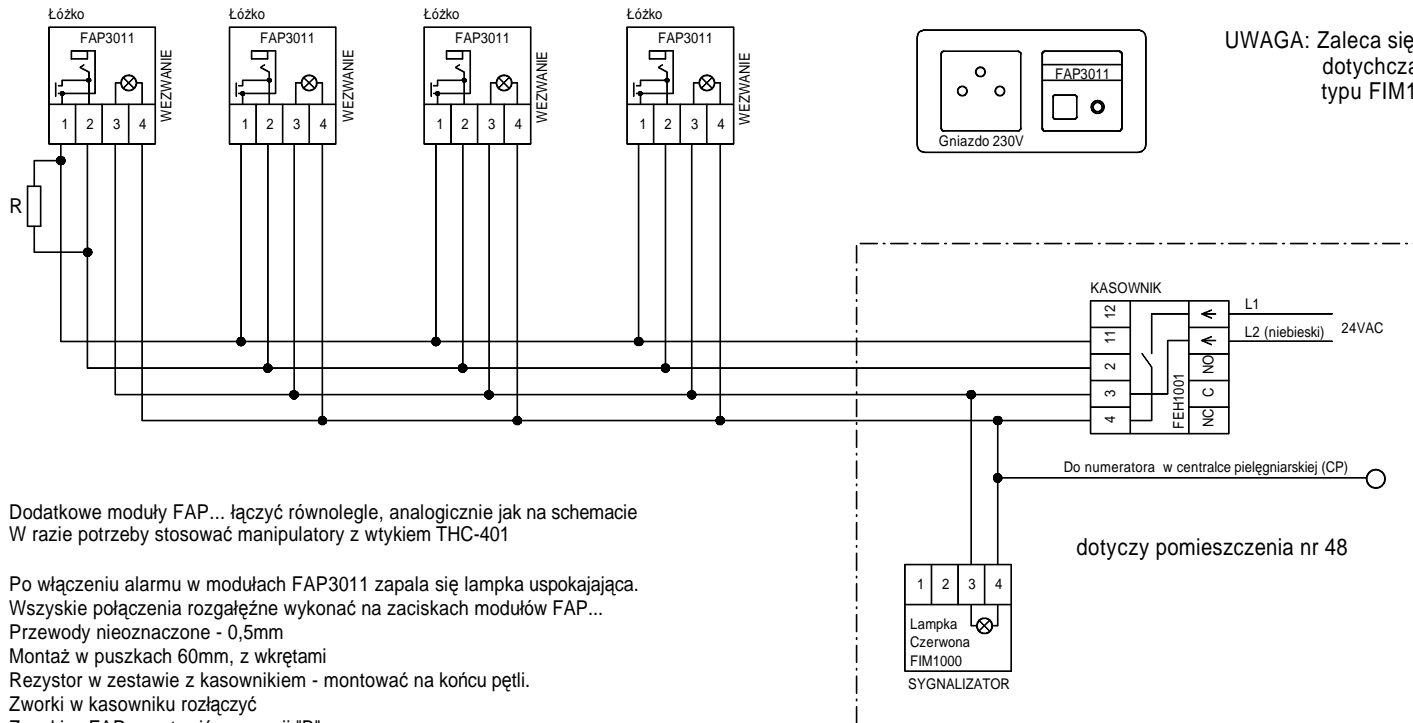 Łóżko
Łóżko
Łóżko
Łóżko
FAP3011
FAP3011
FAP3011
FAP3011
WEZWANIE
WEZWANIE
WEZWANIE
WEZWANIE
1 2 3 4
1 2 3 4
1 2 3 4
1 2 3 4
R
FAP3011
Gniazdo 230V
UWAGA: Zaleca się
dotychcza
typu FIM1
KASOWNIK
12
11
2
3
4
FEH1001
NO
C
NC
L1
L2 (niebieski)
24VAC
Do numeratora w centralce pielęgniarskiej (CP)
dotyczy pomieszczenia nr 48
1 2 3 4
Lampka
Czerwona
FIM1000
SYGNALIZATOR
Dodatkowe moduły FAP... łączyć równolegle, analogicznie jak na schemacie
W razie potrzeby stosować manipulatory z wtykiem THC-401
Po włączeniu alarmu w modułach FAP3011 zapala się lampka uspokajająca.
Wszyskie połączenia rozgałęźne wykonać na zaciskach modułów FAP...
Przewody nieoznaczone - 0,5mm
Montaż w puszkach 60mm, z wkrętami
Rezystor w zestawie z kasownikiem - montować na końcu pętli.
Zworki w kasowniku rozłączyć